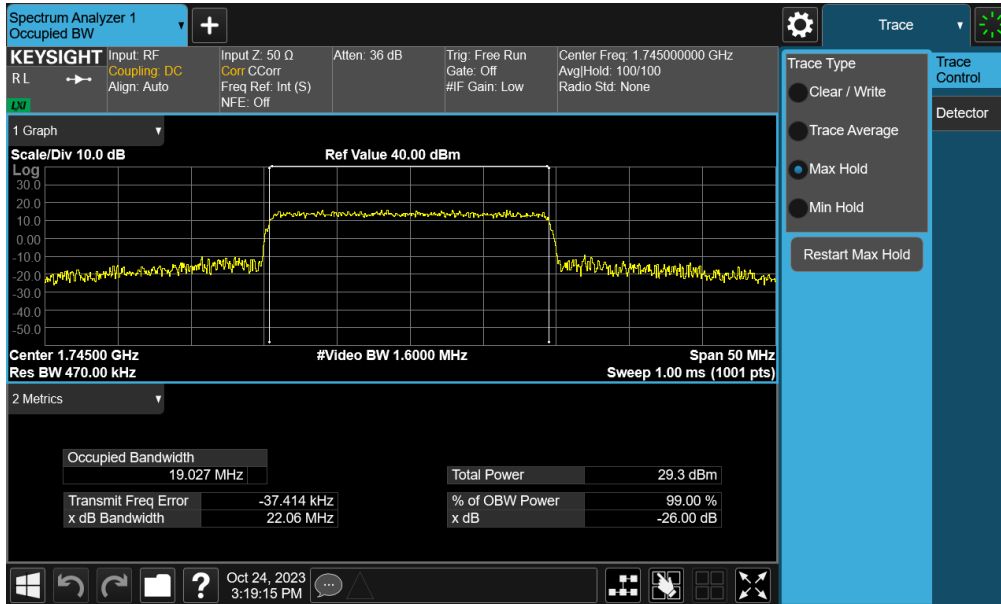 Spectrum Analyzer 1
Occupied BW
+
Trace
KEYSIGHT
R L
LXI
Input: RF
Coupling: DC
Align: Auto
Input Z: 50 Ω
Corr CCorr
Freq Ref: Int (S)
NFE: Off
Atten: 36 dB
Trig: Free Run
Gate: Off
#IF Gain: Low
Center Freq: 1.745000000 GHz
Avg|Hold: 100/100
Radio Std: None
1 Graph
Scale/Div 10.0 dB
Ref Value 40.00 dBm
Log
30.0
20.0
10.0
0.00
-10.0
-20.0
-30.0
-40.0
-50.0
Center 1.74500 GHz
#Video BW 1.6000 MHz
Span 50 MHz
Res BW 470.00 kHz
Sweep 1.00 ms (1001 pts)
2 Metrics
Occupied Bandwidth
19.027 MHz
Total Power 29.3 dBm
Transmit Freq Error -37.414 kHz
% of OBW Power 99.00 %
x dB Bandwidth 22.06 MHz
x dB -26.00 dB
?
Oct 24, 2023
3:19:15 PM
Trace Type
Clear / Write
Trace Average
Max Hold
Min Hold
Restart Max Hold
Trace
Control
Detector